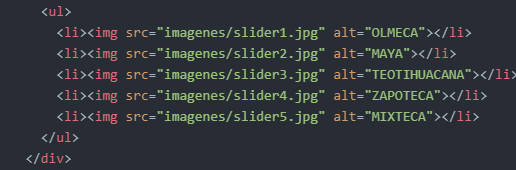 <ul>
<li><img src="imagenes/slider1.jpg" alt="OLMECA"></li>
<li><img src="imagenes/slider2.jpg" alt="MAYA"></li>
<li><img src="imagenes/slider3.jpg" alt="TEOTIHUACANA"></li>
<li><img src="imagenes/slider4.jpg" alt="ZAPOTECA"></li>
<li><img src="imagenes/slider5.jpg" alt="MIXTECA"></li>
</ul>
</div>